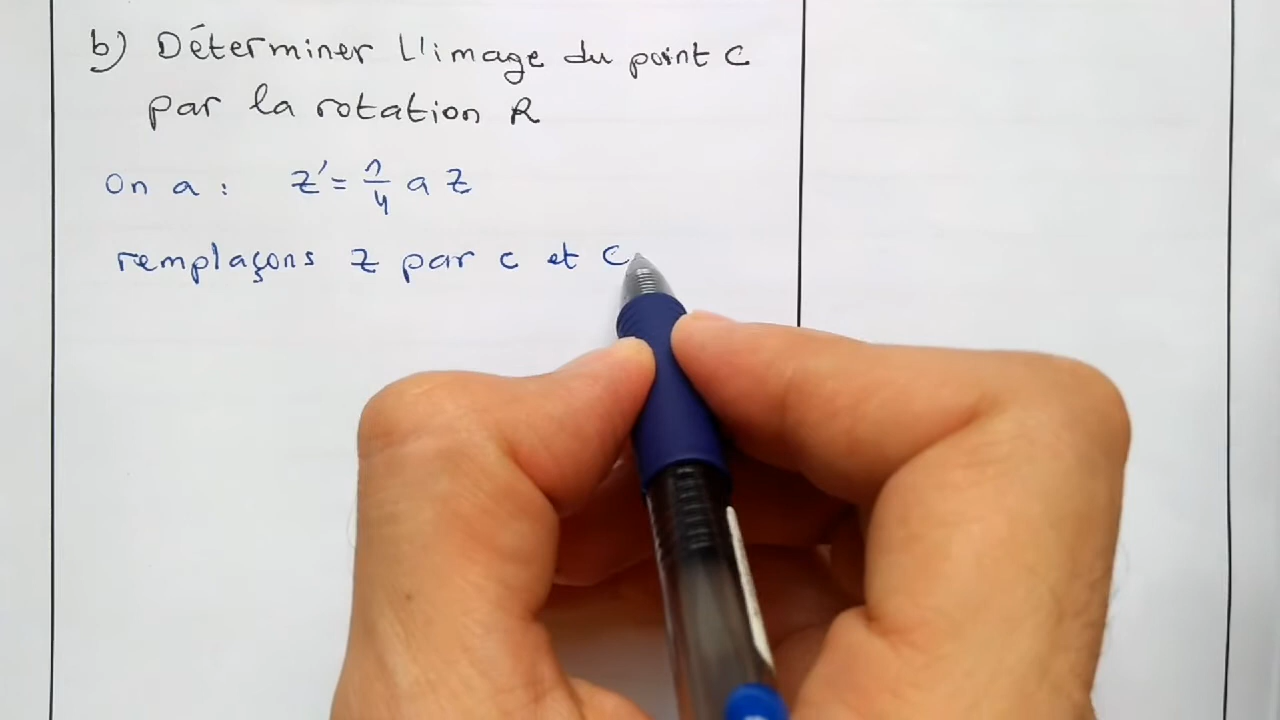 b) Déterminer l'image du point C
par la rotation R
On a : z' = 1/4 a z
remplaçons z par c et c